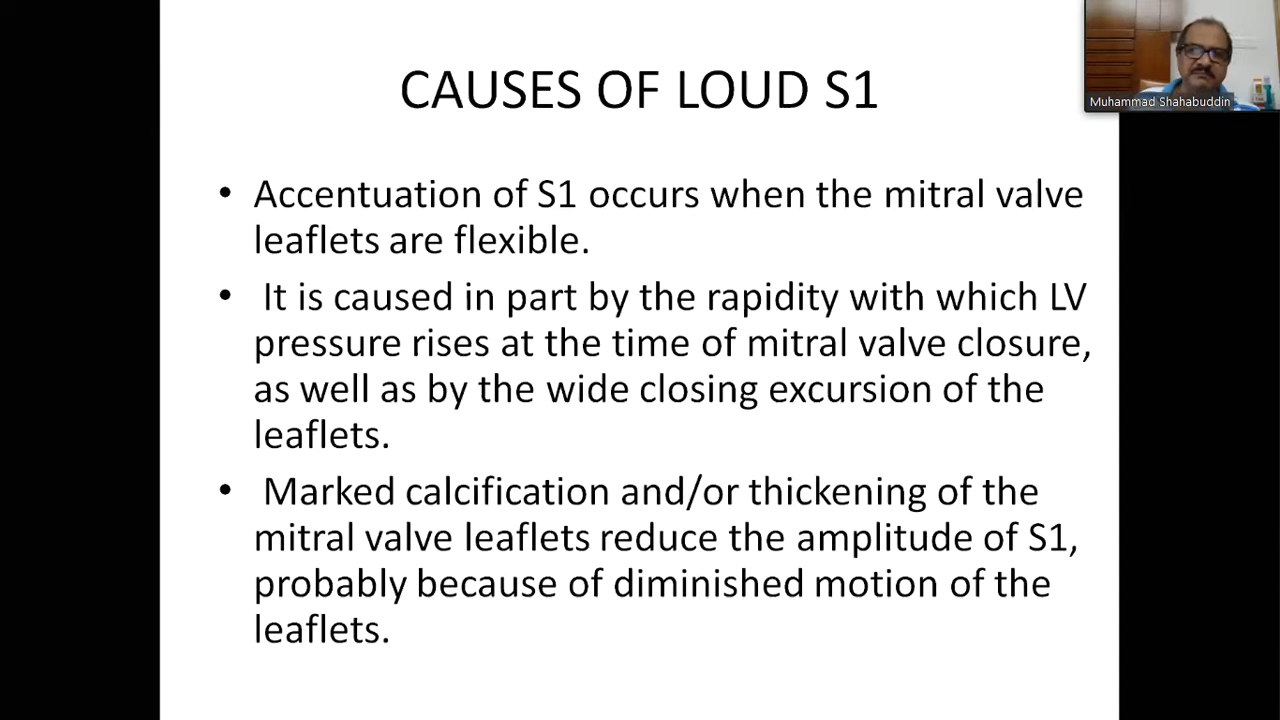 CAUSES OF LOUD S1
Muhammad Shahabuddin
• Accentuation of S1 occurs when the mitral valve
leaflets are flexible.
• It is caused in part by the rapidity with which LV
pressure rises at the time of mitral valve closure,
as well as by the wide closing excursion of the
leaflets.
• Marked calcification and/or thickening of the
mitral valve leaflets reduce the amplitude of S1,
probably because of diminished motion of the
leaflets.